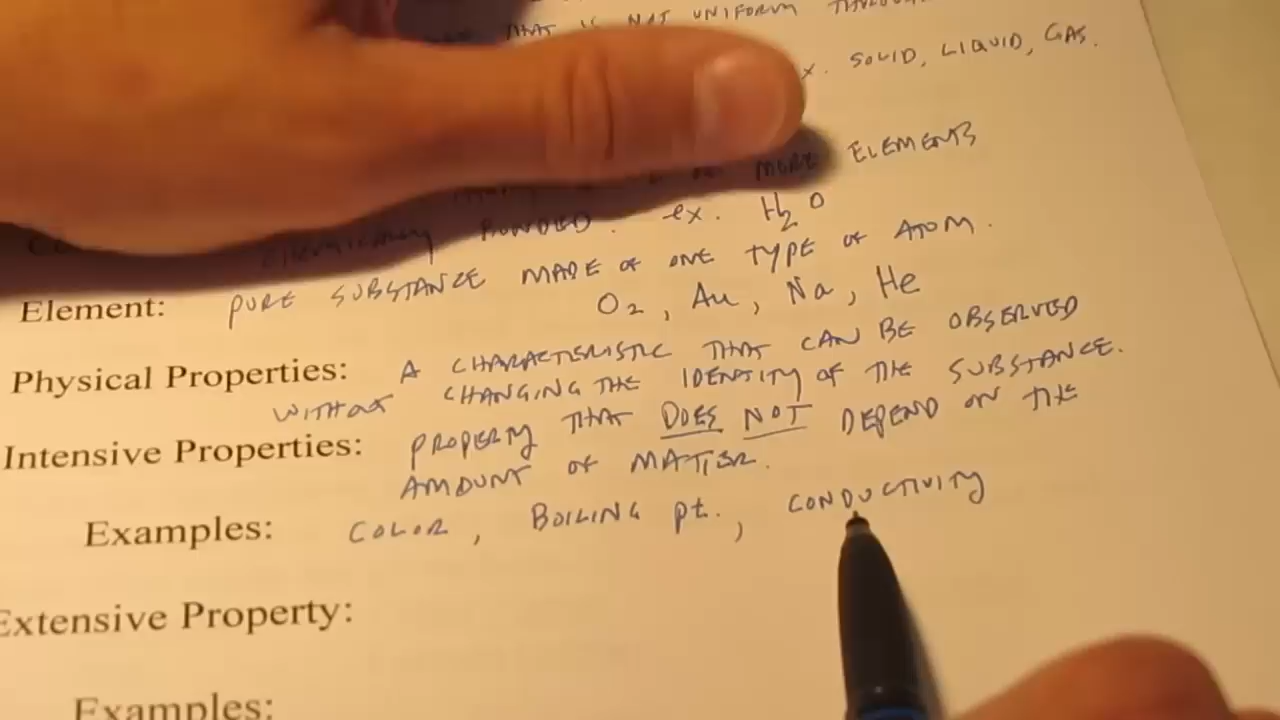 THAT IS NOT UNIFORM
x. SOLID, LIQUID, GAS.
MORE ELEMENTS
CHEMICALLY BONDED. ex. H₂O
Element: PURE SUBSTANCE MADE OF ONE TYPE OF ATOM.
O₂, Au, Na, He
Physical Properties: A CHARACTERISTIC THAT CAN BE OBSERVED
WITHOUT CHANGING THE IDENTITY OF THE SUBSTANCE.
Intensive Properties: PROPERTY THAT DOES NOT DEPEND ON THE
AMOUNT OF MATTER.
Examples: COLOR, BOILING pt., CONDUCTIVITY
Extensive Property:
Examples: